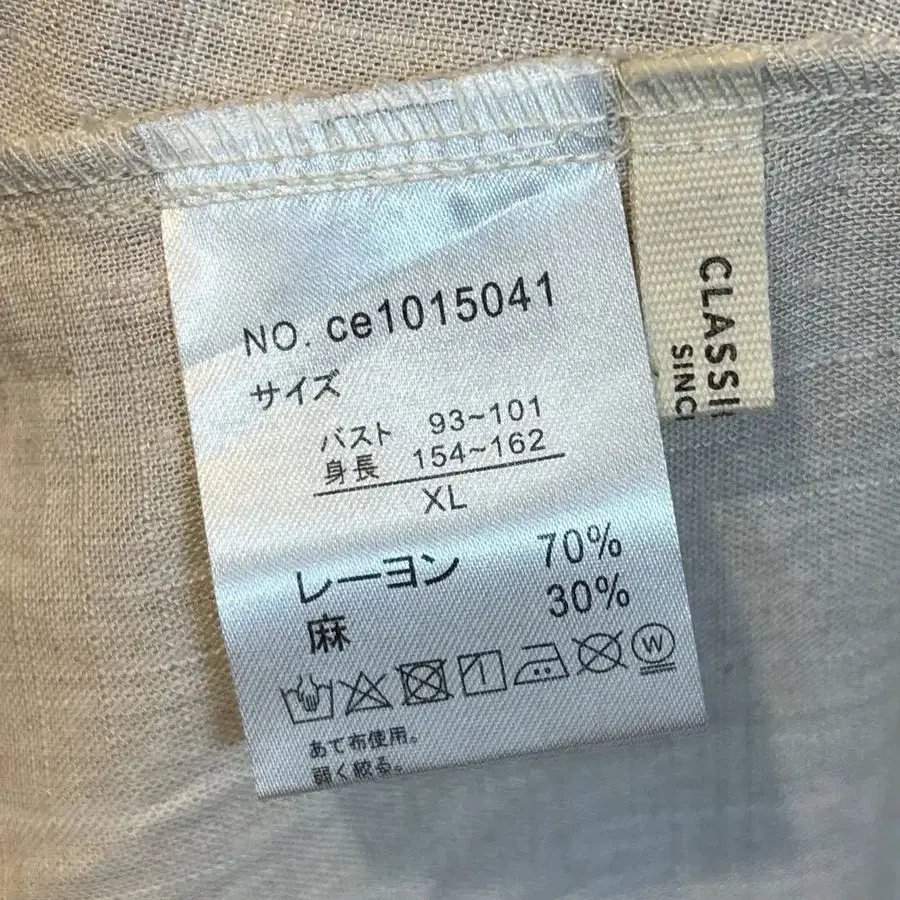 NO. ce1015041
サイズ
バスト 93~101
身長 154~162
XL
レーヨン 70%
麻 30%
W
あて布使用。
弱く絞る。
CLASSI
SINC